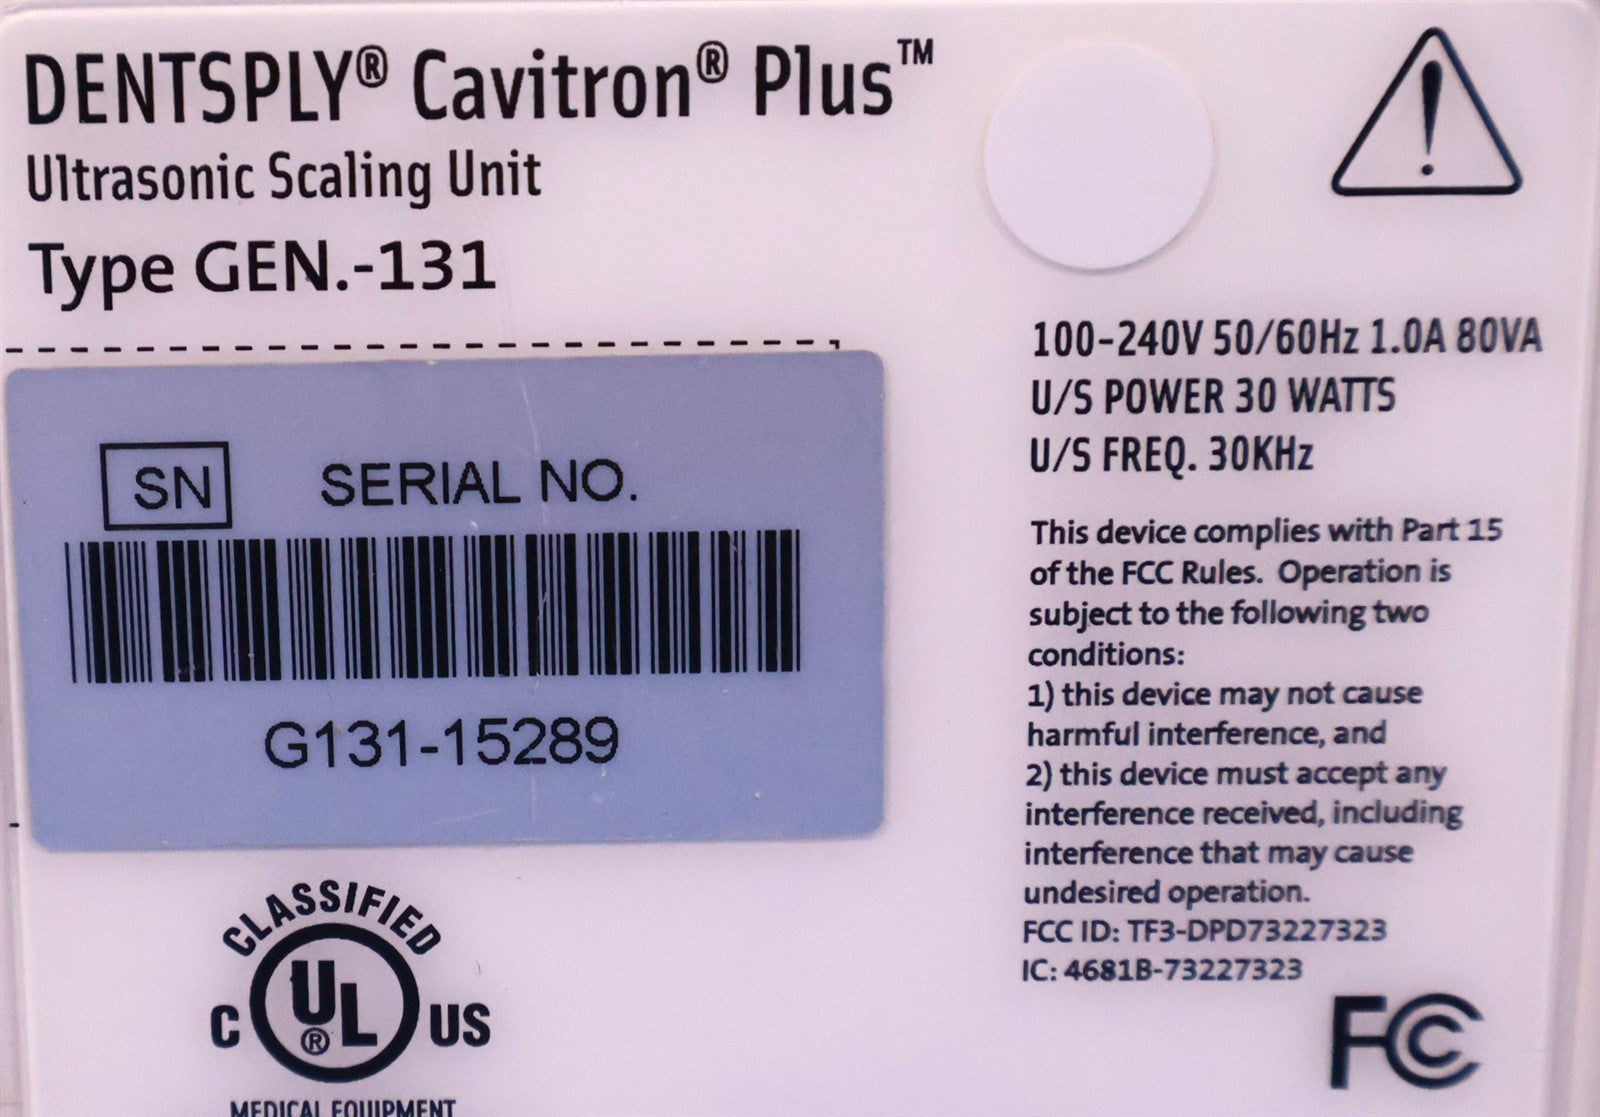 DENTSPLY® Cavitron® Plus™
Ultrasonic Scaling Unit
Type GEN.-131
SN SERIAL NO.
G131-15289
CLASSIFIED
C UL® US
MEDICAL EQUIPMENT
100-240V 50/60Hz 1.0A 80VA
U/S POWER 30 WATTS
U/S FREQ. 30KHz
This device complies with Part 15
of the FCC Rules. Operation is
subject to the following two
conditions:
1) this device may not cause
harmful interference, and
2) this device must accept any
interference received, including
interference that may cause
undesired operation.
FCC ID: TF3-DPD73227323
IC: 4681B-73227323
FC